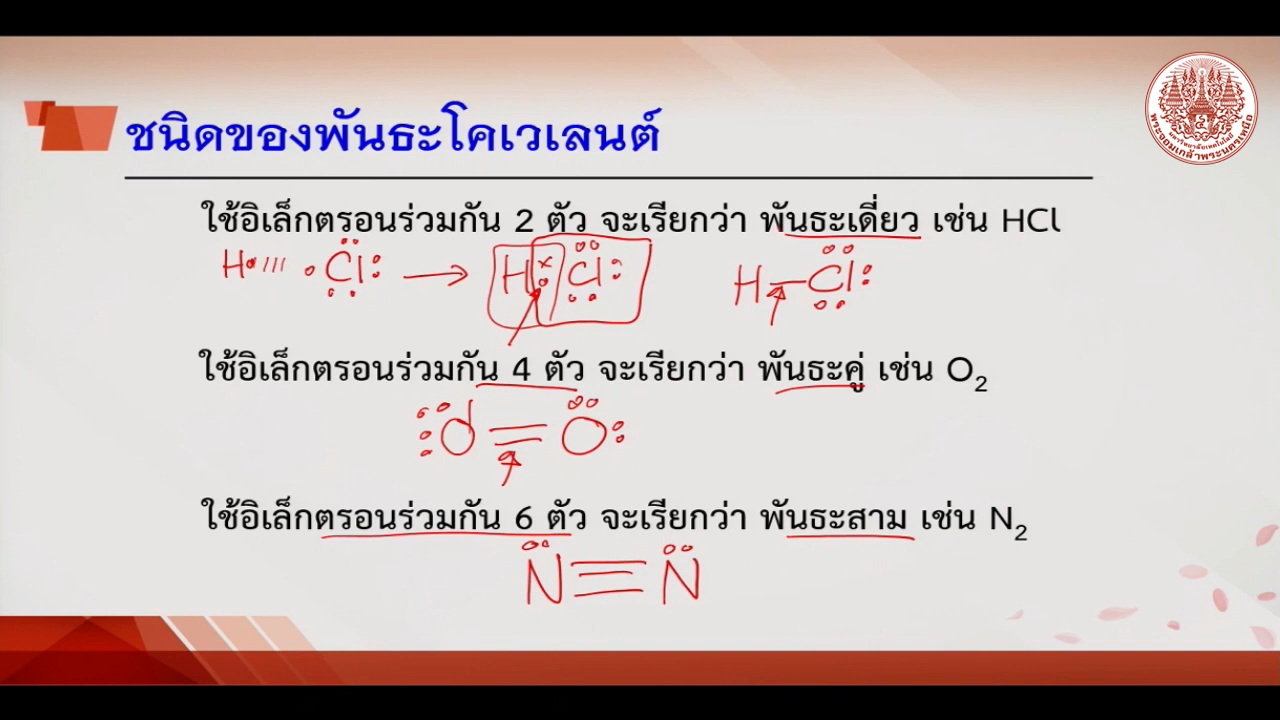 ชนิดของพันธะโคเวเลนต์
ใช้อิเล็กตรอนร่วมกัน 2 ตัว จะเรียกว่า พันธะเดี่ยว เช่น HCl
H Cl → H Cl H–Cl
ใช้อิเล็กตรอนร่วมกัน 4 ตัว จะเรียกว่า พันธะคู่ เช่น O₂
O=O
ใช้อิเล็กตรอนร่วมกัน 6 ตัว จะเรียกว่า พันธะสาม เช่น N₂
N≡N